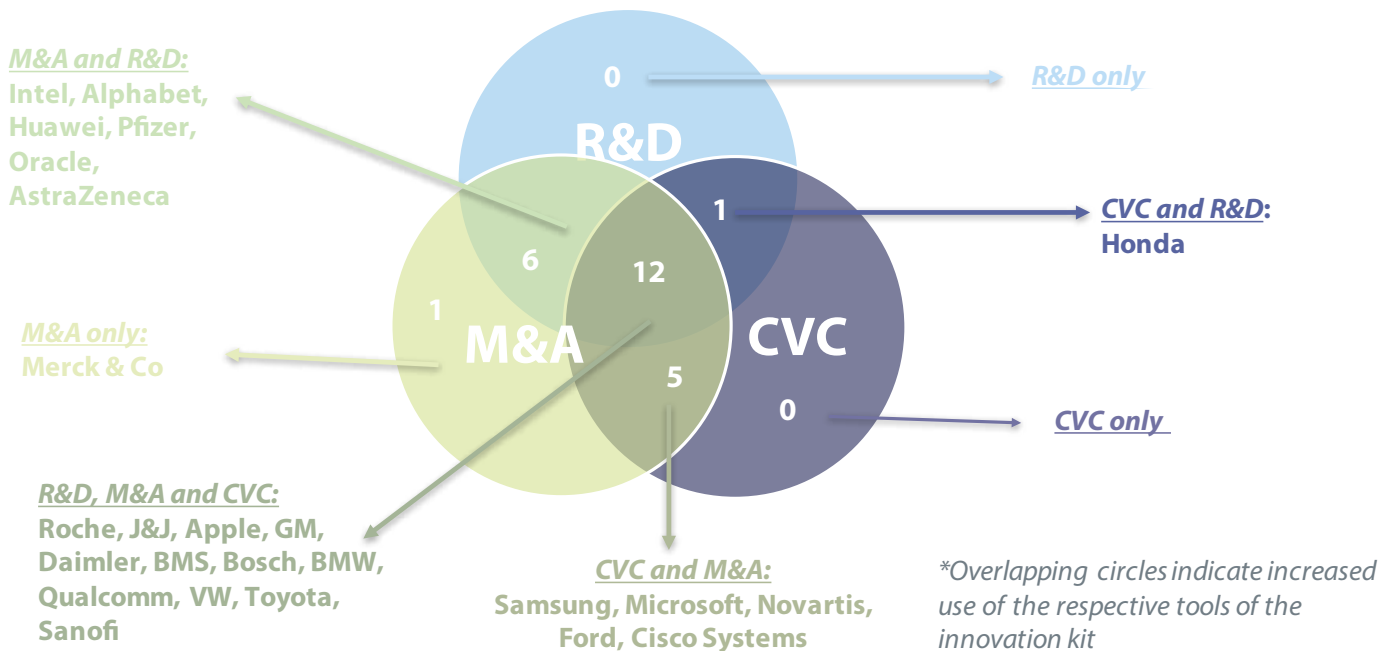 M&A and R&D:
Intel, Alphabet,
Huawei, Pfizer,
Oracle,
AstraZeneca
0
R&D only
R&D
1
CVC and R&D:
Honda
6
12
1
M&A only:
Merck & Co
M&A
CVC
5
0
CVC only
R&D, M&A and CVC:
Roche, J&J, Apple, GM,
Daimler, BMS, Bosch, BMW,
Qualcomm, VW, Toyota,
Sanofi
CVC and M&A:
Samsung, Microsoft, Novartis,
Ford, Cisco Systems
*Overlapping circles indicate increased
use of the respective tools of the
innovation kit